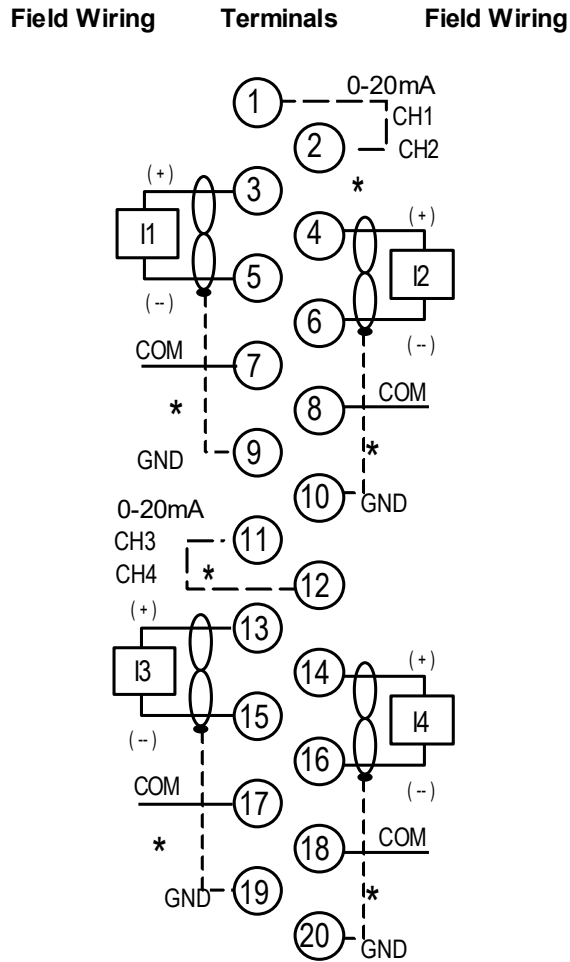 Field Wiring Terminals Field Wiring
1 0-20mA
CH1
2 CH2
*
(+) 3
4 (+)
I1
5 I2
(--) 6
(--)
COM 7
8 COM
*
*
GND 9
10 GND
0-20mA
CH3 11
CH4 * 12
(+) 13
14 (+)
I3
15 I4
(--) 16
(--)
COM 17
18 COM
*
*
GND 19
20 GND